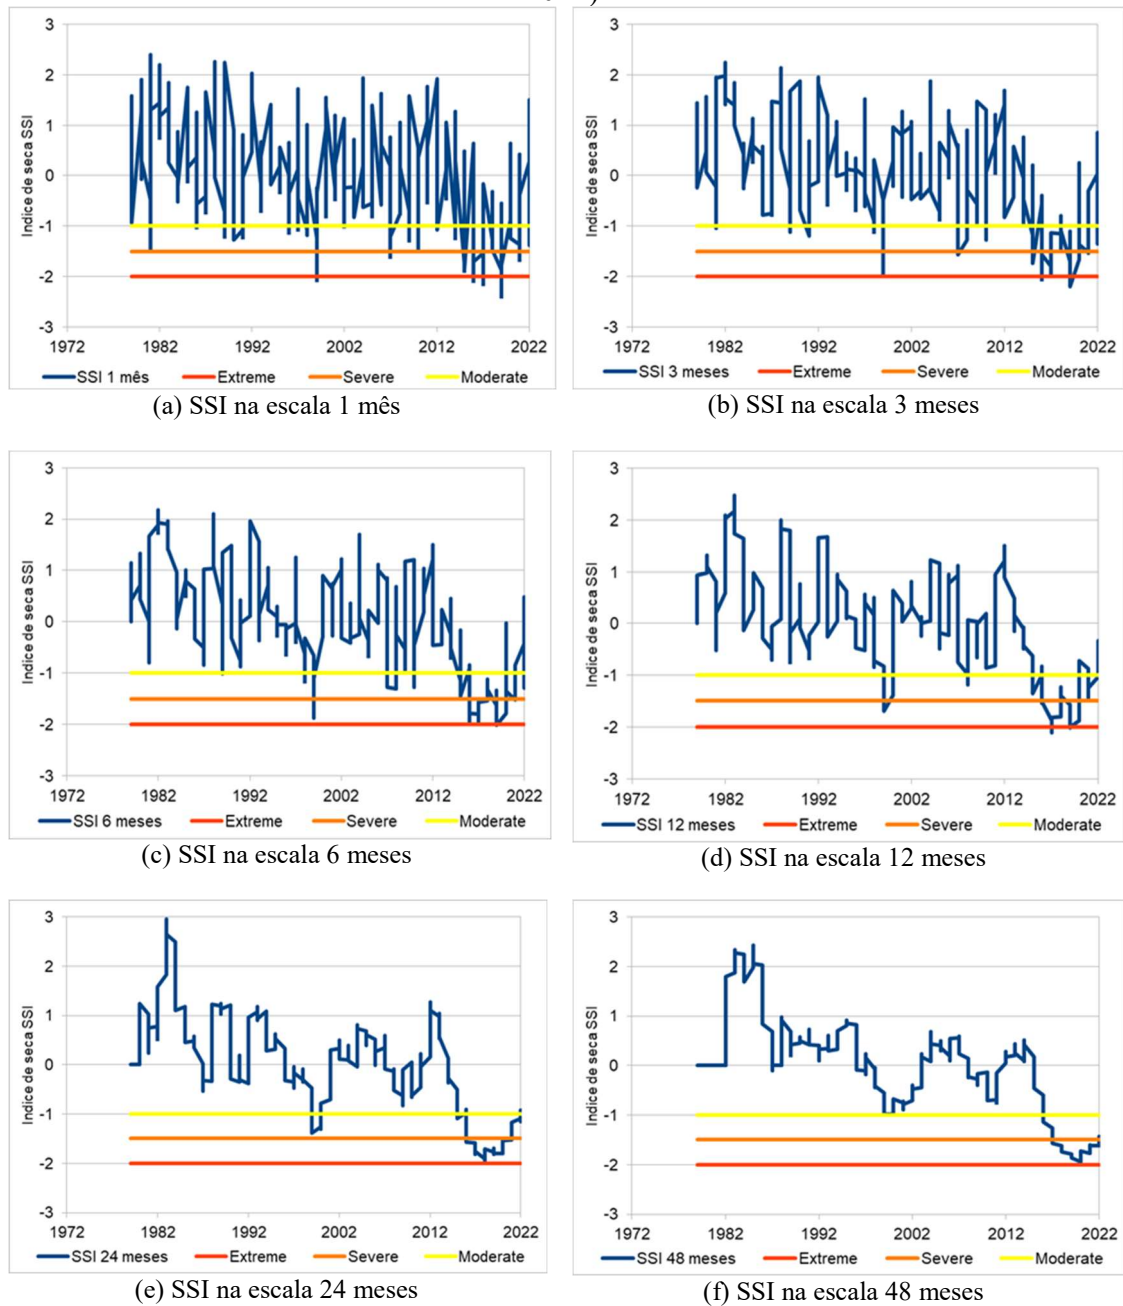 3
2
1
0
-1
-2
-3
Indice de seca SSI
1972 1982 1992 2002 2012 2022
SSI 1 mês Extreme Severe Moderate
(a) SSI na escala 1 mês
3
2
1
0
-1
-2
-3
Indice de seca SSI
1972 1982 1992 2002 2012 2022
SSI 3 meses Extreme Severe Moderate
(b) SSI na escala 3 meses
3
2
1
0
-1
-2
-3
Indice de seca SSI
1972 1982 1992 2002 2012 2022
SSI 6 meses Extreme Severe Moderate
(c) SSI na escala 6 meses
3
2
1
0
-1
-2
-3
Indice de seca SSI
1972 1982 1992 2002 2012 2022
SSI 12 meses Extreme Severe Moderate
(d) SSI na escala 12 meses
3
2
1
0
-1
-2
-3
Indice de seca SSI
1972 1982 1992 2002 2012 2022
SSI 24 meses Extreme Severe Moderate
(e) SSI na escala 24 meses
3
2
1
0
-1
-2
-3
Indice de seca SSI
1972 1982 1992 2002 2012 2022
SSI 48 meses Extreme Severe Moderate
(f) SSI na escala 48 meses